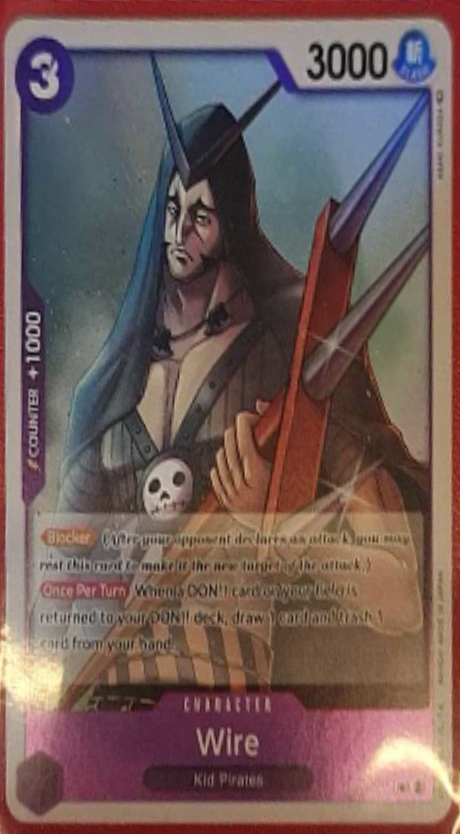 3
3000
斬
SLASH
COUNTER +1000
Blocker (After your opponent declares an attack, you may
rest this card to make it the new target of the attack.)
Once Per Turn When a DON!! card on your field is
returned to your DON!! deck, draw 1 card and trash 1
card from your hand.
CHARACTER
Wire
Kid Pirates